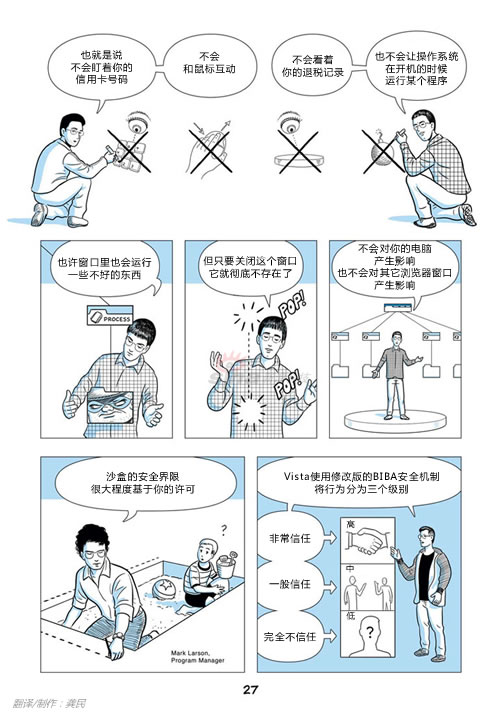 也就是说
不会盯着你的
信用卡号码
不会
和鼠标互动
不会看着
你的退税记录
也不会让操作系统
在开机的时候
运行某个程序
也许窗口里也会运行
一些不好的东西
PROCESS
但只要关闭这个窗口
它就彻底不存在了
POP!
POP!
不会对你的电脑
产生影响
也不会对其它浏览器窗口
产生影响
沙盒的安全界限
很大程度基于你的许可
?
Mark Larson,
Program Manager
Vista使用修改版的BIBA安全机制
将行为分为三个级别
非常信任
高
一般信任
中
完全不信任
低
?
27
翻译/制作：龚民